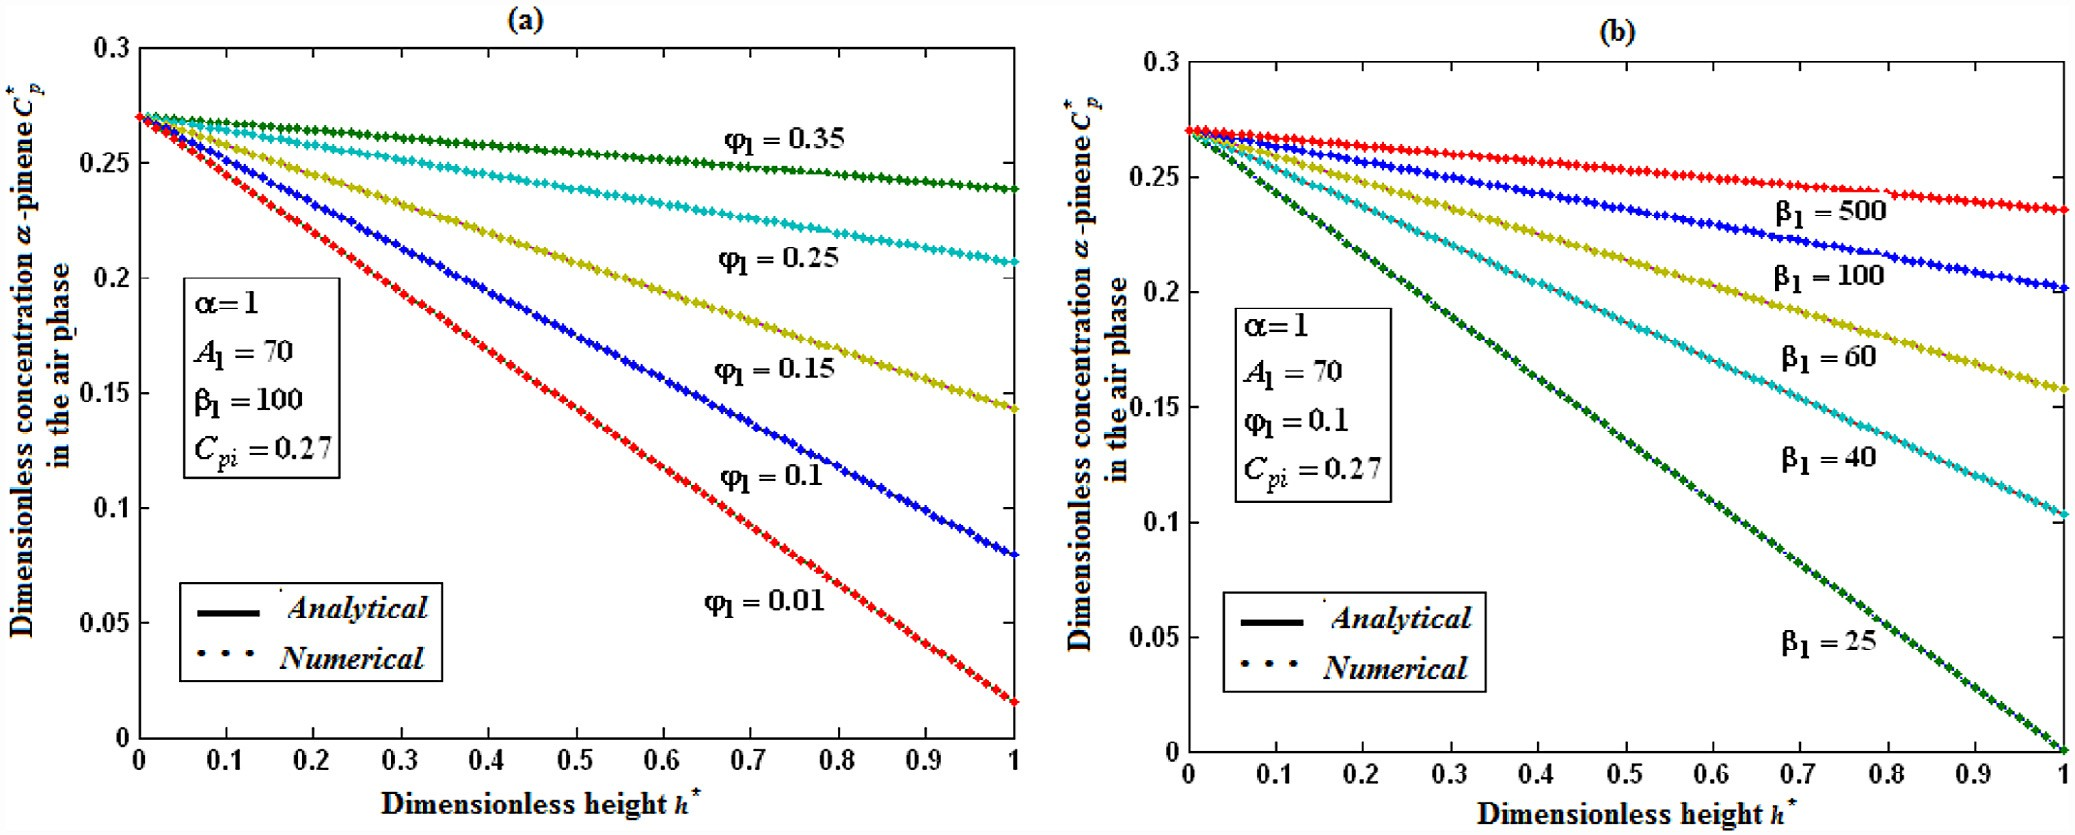 (a)
Dimensionless concentration α -pinene C*p
in the air phase
0.3
0.25
0.2
0.15
0.1
0.05
0
φ1 = 0.35
φ1 = 0.25
φ1 = 0.15
φ1 = 0.1
φ1 = 0.01
α=1
A1 = 70
β1 = 100
Cpi = 0.27
Analytical
Numerical
0 0.1 0.2 0.3 0.4 0.5 0.6 0.7 0.8 0.9 1
Dimensionless height h*
(b)
Dimensionless concentration α -pinene C*p
in the air phase
0.3
0.25
0.2
0.15
0.1
0.05
0
β1 = 500
β1 = 100
β1 = 60
β1 = 40
β1 = 25
α=1
A1 = 70
φ1 = 0.1
Cpi = 0.27
Analytical
Numerical
0 0.1 0.2 0.3 0.4 0.5 0.6 0.7 0.8 0.9 1
Dimensionless height h*